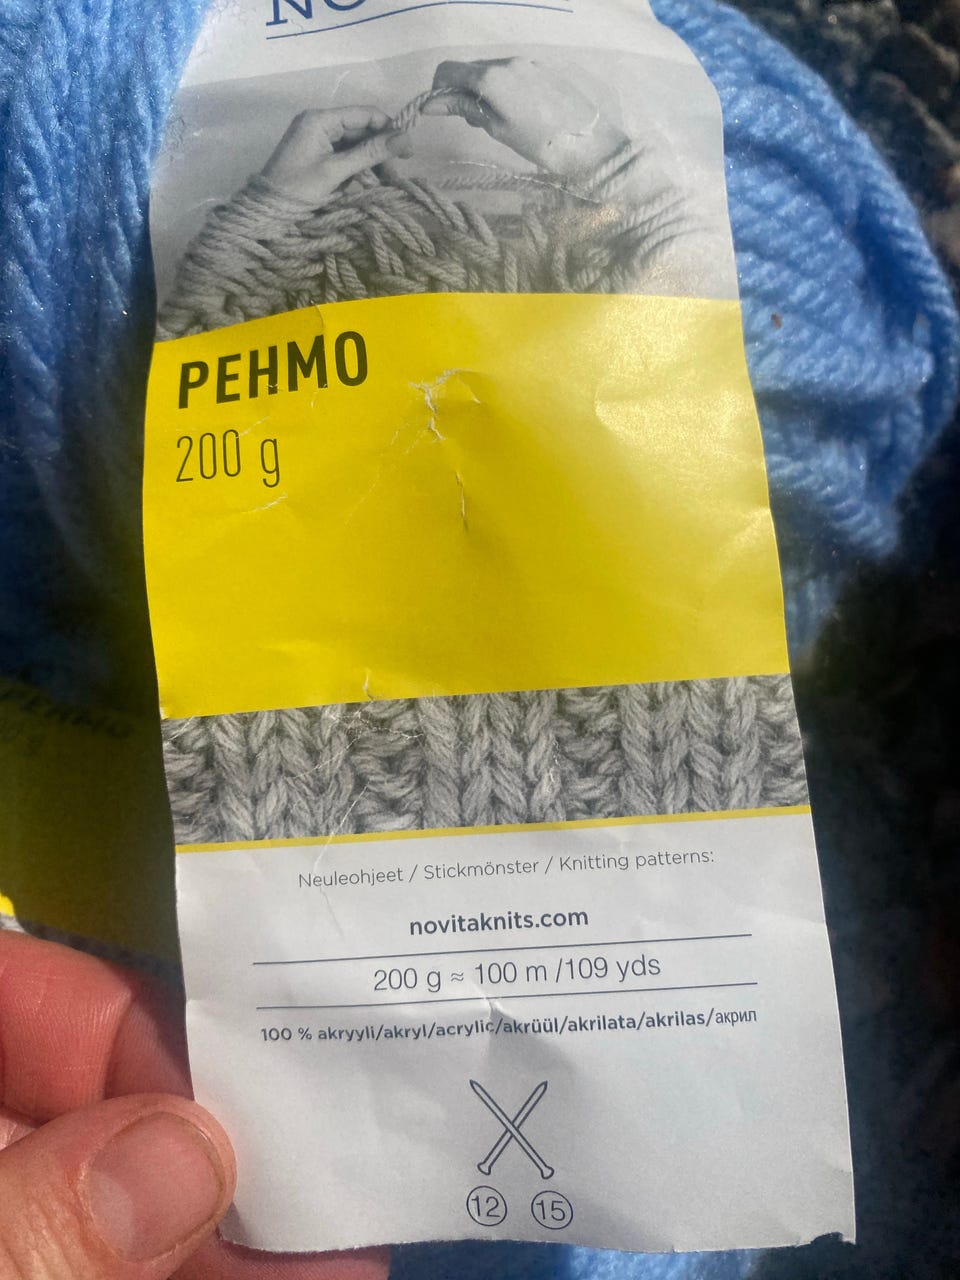 PEHMO
200 g
Neuleohjeet / Stickmönster / Knitting patterns:
novitaknits.com
200 g ≈ 100 m /109 yds
100 % akryyli/akryl/acrylic/akrüül/akrilata/akrilas/акрил
12 15